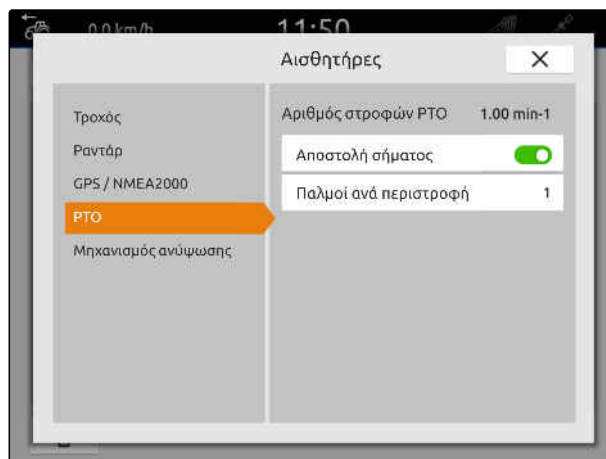 0.0 km/h
11:50
Αισθητήρες
Τροχός
Ραντάρ
GPS / NMEA2000
PTO
Μηχανισμός ανύψωσης
Αριθμός στροφών PTO 1.00 min-1
Αποστολή σήματος
Παλμοί ανά περιστροφή 1